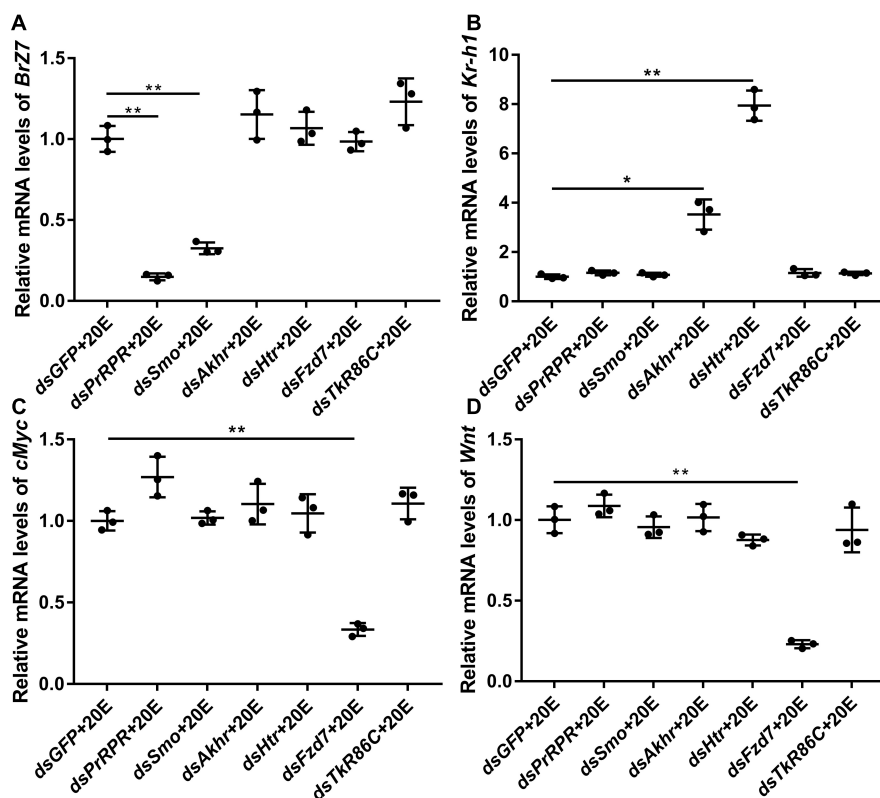 A
Relative mRNA levels of BrZ7
1.5
1.0
0.5
0.0
**
**
dsGFP+20E
dsPrRPR+20E
dsSmo+20E
dsAkhr+20E
dsHtr+20E
dsFzd7+20E
dsTkR86C+20E
B
Relative mRNA levels of Kr-h1
10
8
6
4
2
0
**
*
dsGFP+20E
dsPrRPR+20E
dsSmo+20E
dsAkhr+20E
dsHtr+20E
dsFzd7+20E
dsTkR86C+20E
C
Relative mRNA levels of cMyc
1.5
1.0
0.5
0.0
**
dsGFP+20E
dsPrRPR+20E
dsSmo+20E
dsAkhr+20E
dsHtr+20E
dsFzd7+20E
dsTkR86C+20E
D
Relative mRNA levels of Wnt
1.5
1.0
0.5
0.0
**
dsGFP+20E
dsPrRPR+20E
dsSmo+20E
dsAkhr+20E
dsHtr+20E
dsFzd7+20E
dsTkR86C+20E